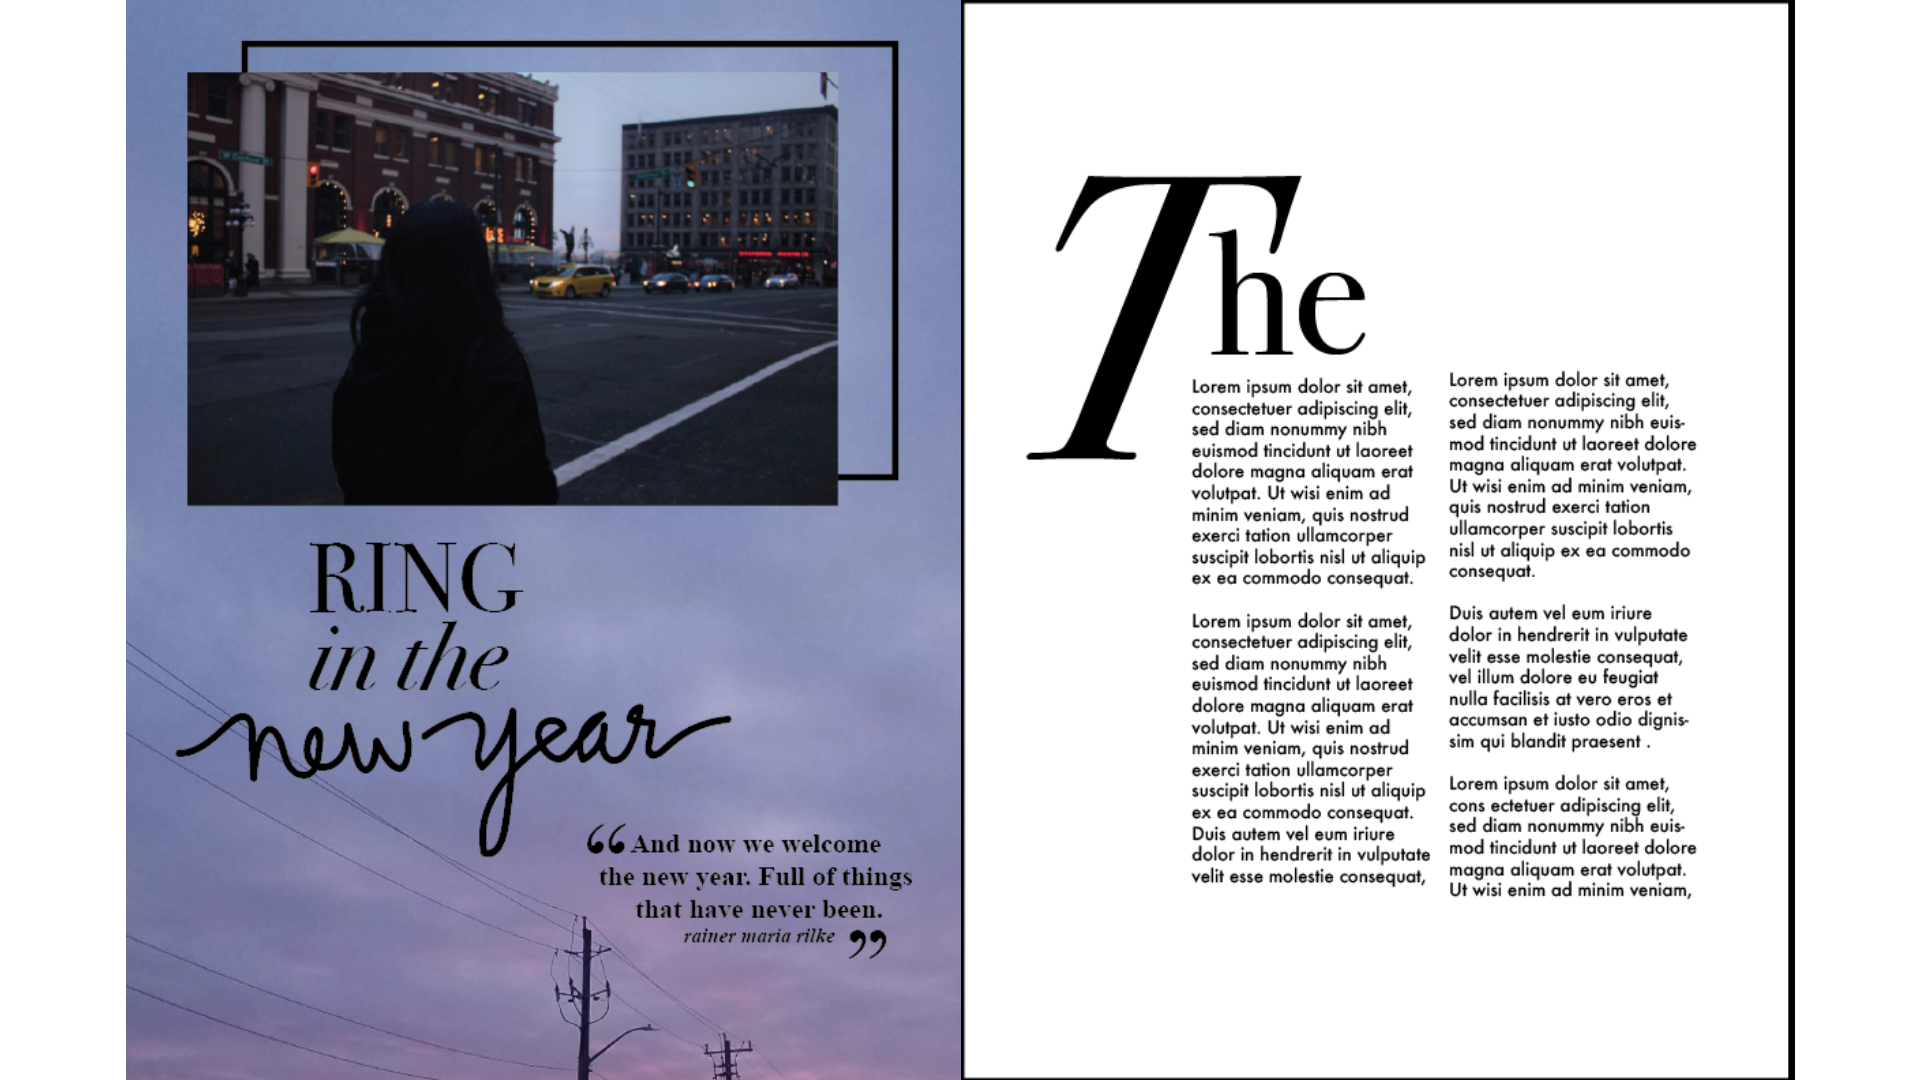 RING
in the
new year
“And now we welcome
the new year. Full of things
that have never been.
rainer maria rilke ”
The
Lorem ipsum dolor sit amet,
consectetuer adipiscing elit,
sed diam nonummy nibh
euismod tincidunt ut laoreet
dolore magna aliquam erat
volutpat. Ut wisi enim ad
minim veniam, quis nostrud
exerci tation ullamcorper
suscipit lobortis nisl ut aliquip
ex ea commodo consequat.
Lorem ipsum dolor sit amet,
consectetuer adipiscing elit,
sed diam nonummy nibh
euismod tincidunt ut laoreet
dolore magna aliquam erat
volutpat. Ut wisi enim ad
minim veniam, quis nostrud
exerci tation ullamcorper
suscipit lobortis nisl ut aliquip
ex ea commodo consequat.
Duis autem vel eum iriure
dolor in hendrerit in vulputate
velit esse molestie consequat,
Lorem ipsum dolor sit amet,
consectetuer adipiscing elit,
sed diam nonummy nibh euis-
mod tincidunt ut laoreet dolore
magna aliquam erat volutpat.
Ut wisi enim ad minim veniam,
quis nostrud exerci tation
ullamcorper suscipit lobortis
nisl ut aliquip ex ea commodo
consequat.
Duis autem vel eum iriure
dolor in hendrerit in vulputate
velit esse molestie consequat,
vel illum dolore eu feugiat
nulla facilisis at vero eros et
accumsan et iusto odio dignis-
sim qui blandit praesent .
Lorem ipsum dolor sit amet,
cons ectetuer adipiscing elit,
sed diam nonummy nibh euis-
mod tincidunt ut laoreet dolore
magna aliquam erat volutpat.
Ut wisi enim ad minim veniam,